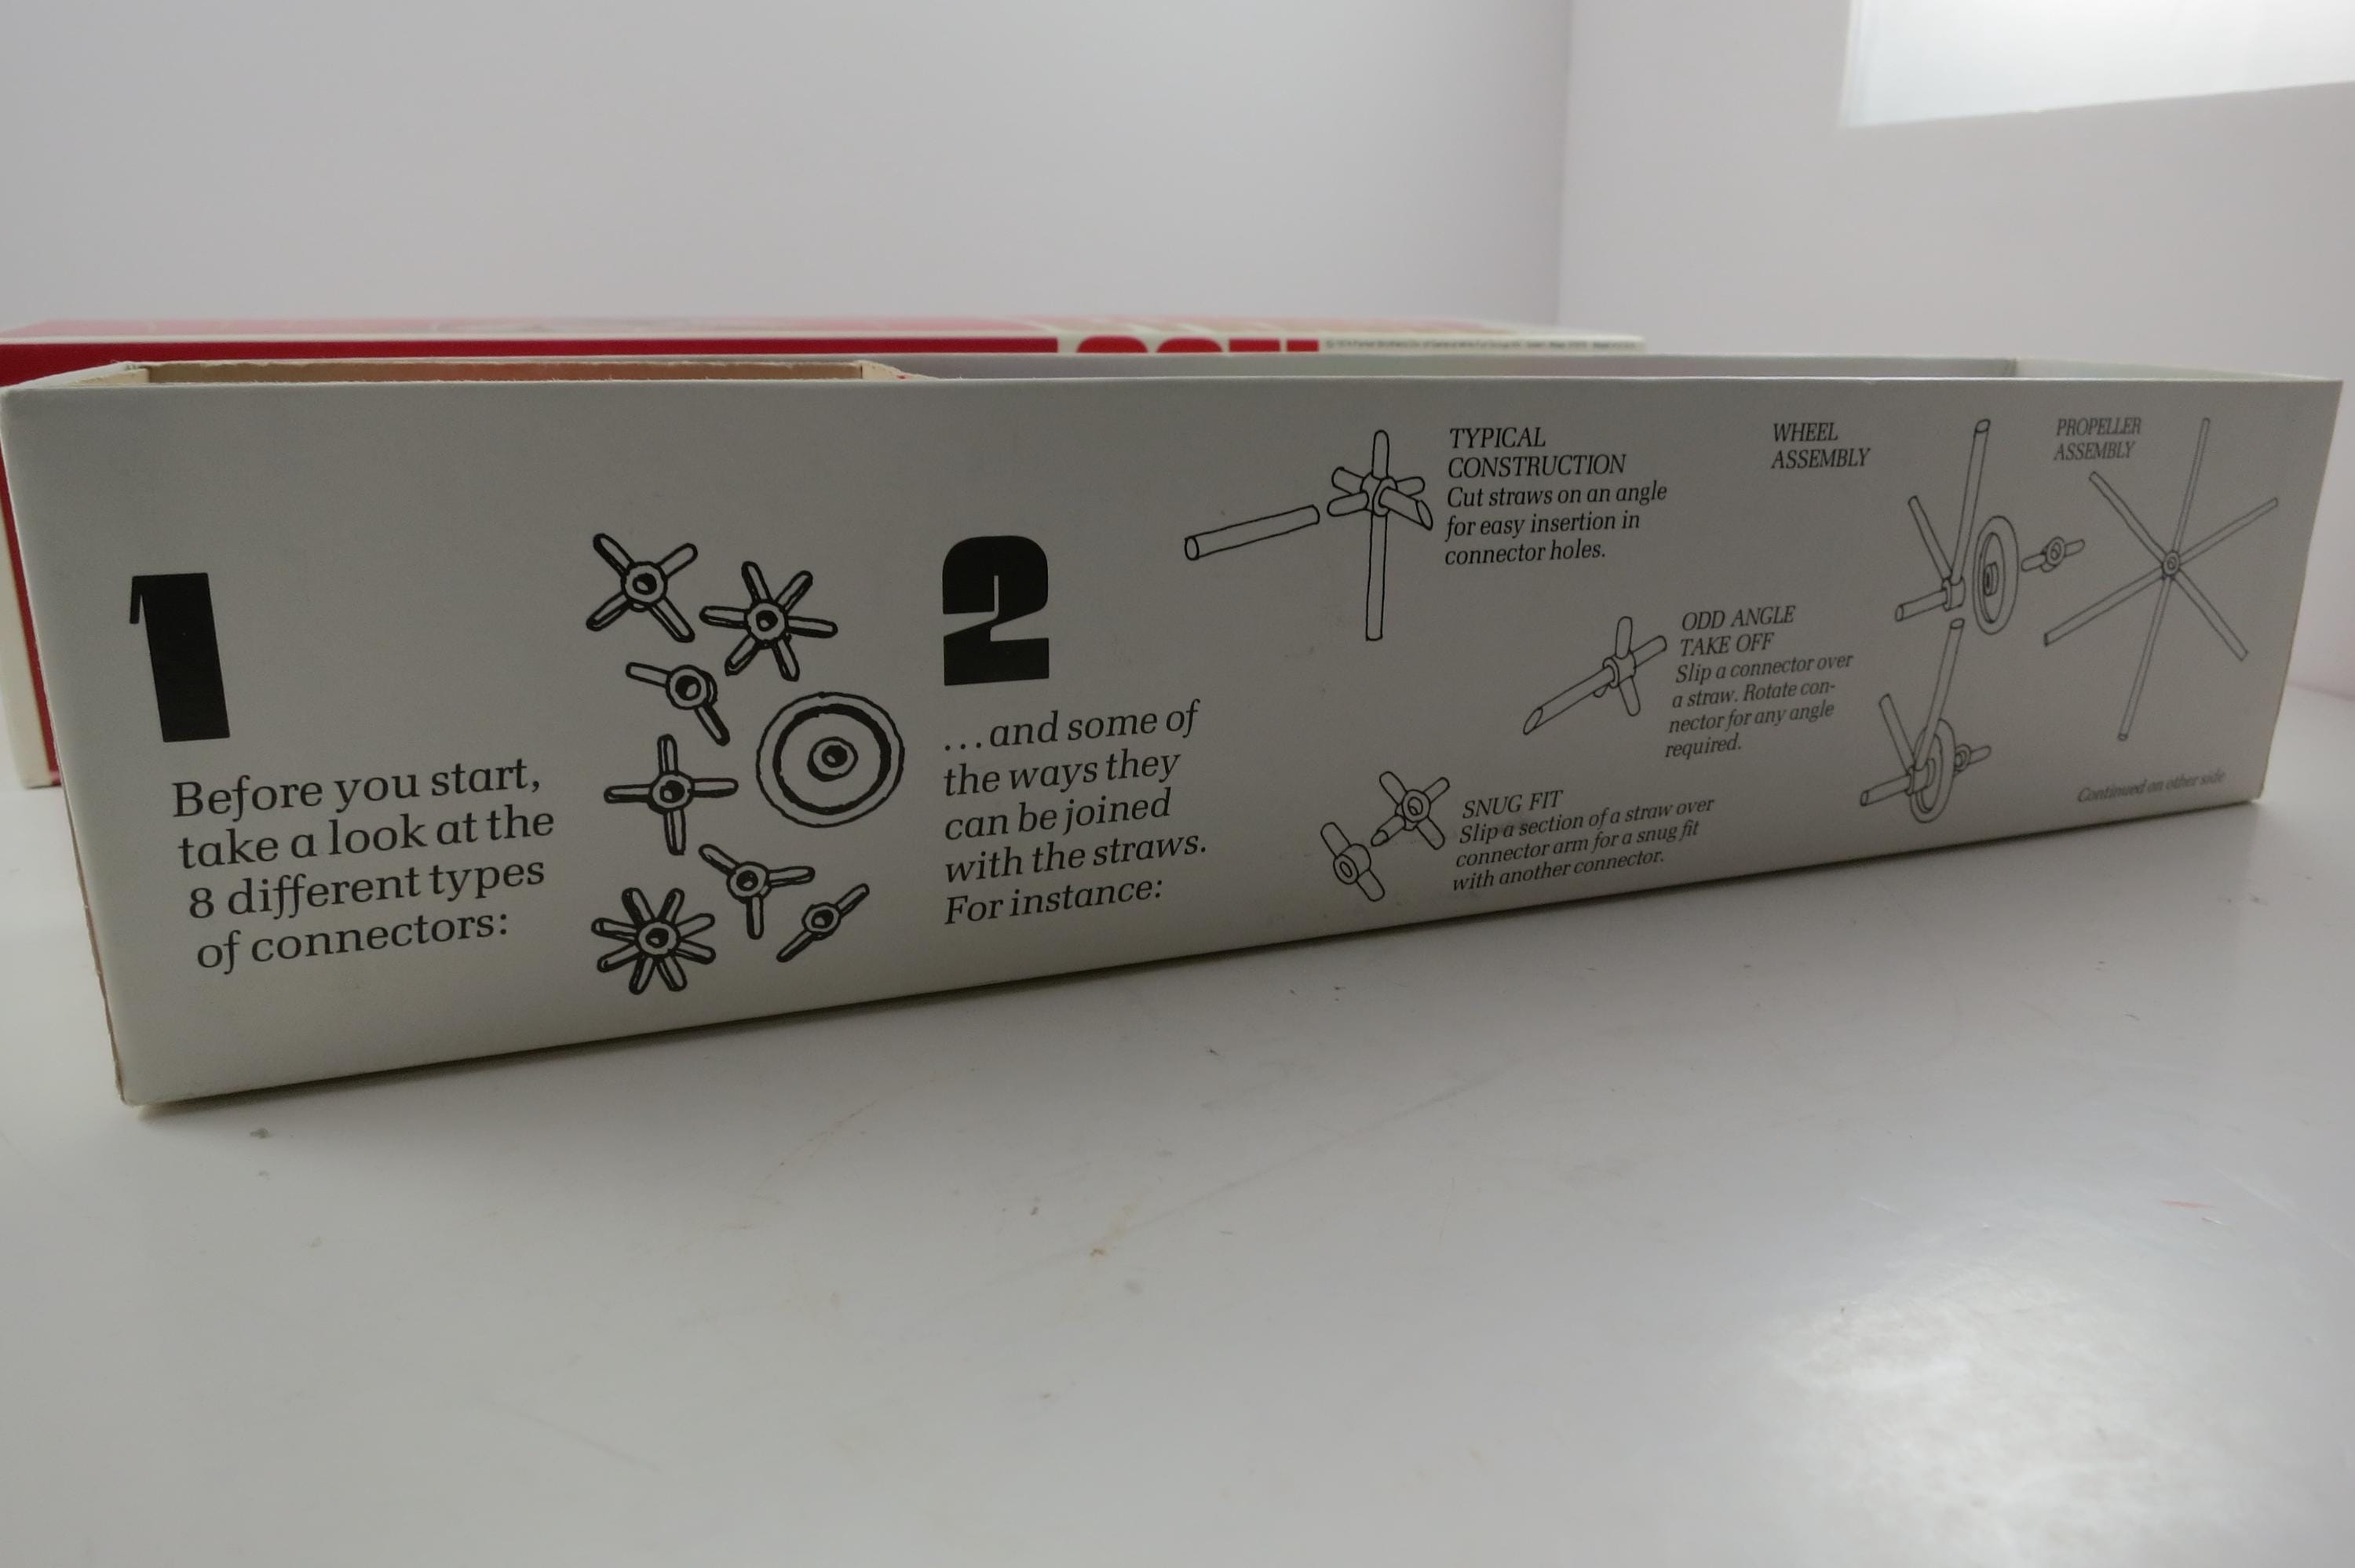 1
Before you start,
take a look at the
8 different types
of connectors:
2
...and some of
the ways they
can be joined
with the straws.
For instance:
TYPICAL
CONSTRUCTION
Cut straws on an angle
for easy insertion in
connector holes.
ODD ANGLE
TAKE OFF
Slip a connector over
a straw. Rotate con-
nector for any angle
required.
SNUG FIT
Slip a section of a straw over
connector arm for a snug fit
with another connector.
WHEEL
ASSEMBLY
PROPELLER
ASSEMBLY
Continued on other side